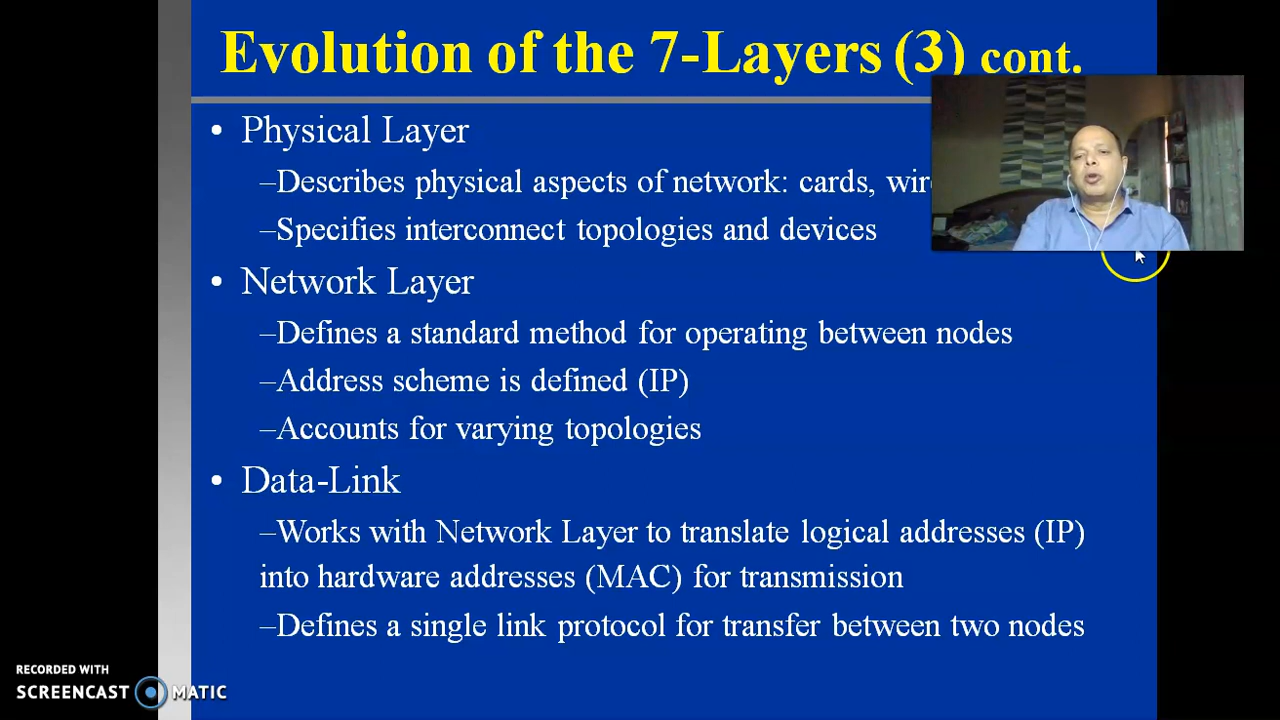 Evolution of the 7-Layers (3) cont.
• Physical Layer
–Describes physical aspects of network: cards,
–Specifies interconnect topologies and devices
• Network Layer
–Defines a standard method for operating between nodes
–Address scheme is defined (IP)
–Accounts for varying topologies
• Data-Link
–Works with Network Layer to translate logical addresses (IP)
into hardware addresses (MAC) for transmission
–Defines a single link protocol for transfer between two nodes
RECORDED WITH
SCREENCAST MATIC